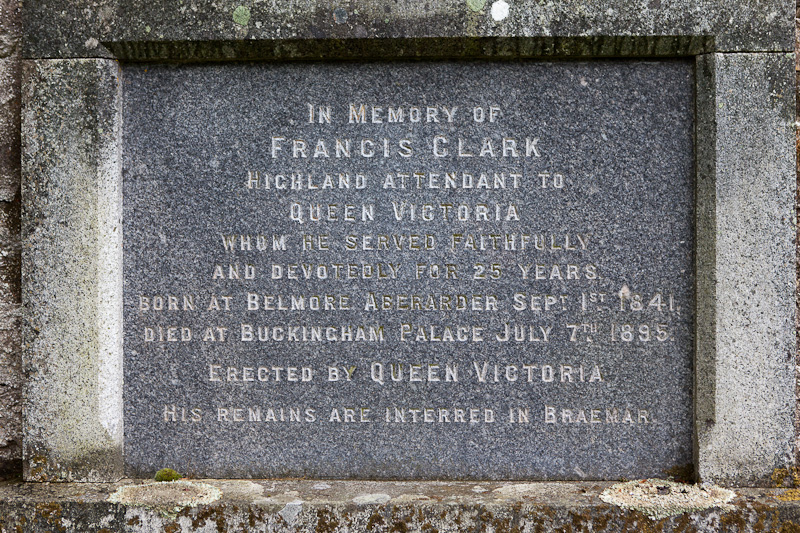 In Memory of
Francis Clark
Highland attendant to
Queen Victoria
whom he served faithfully
and devotedly for 25 years.
born at Belmore Aberarder Sept 1st 1841.
died at Buckingham Palace July 7th 1895.
Erected by Queen Victoria
His remains are interred in Braemar.